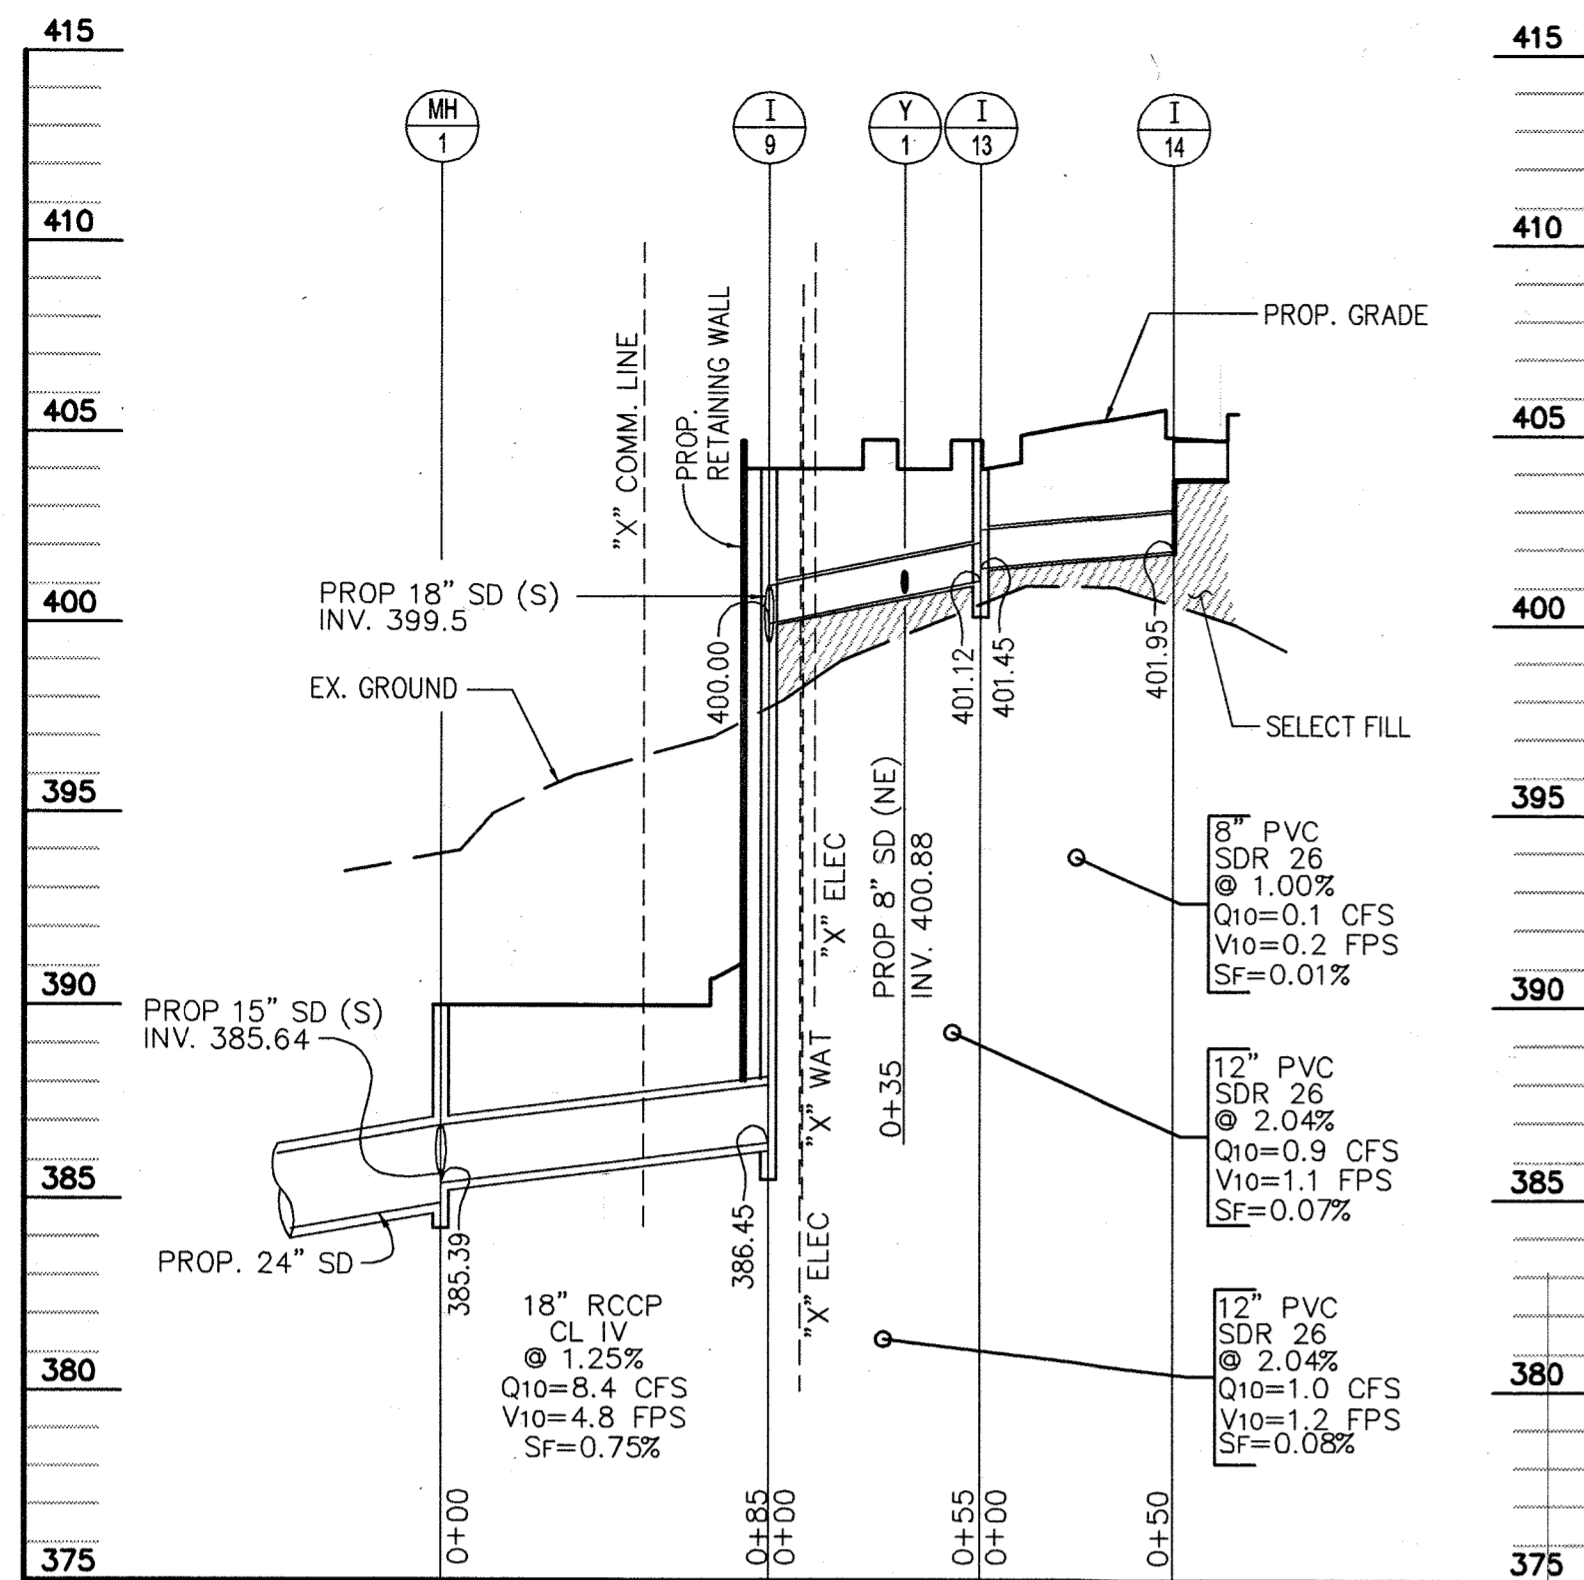 415
415
MH
1
I
9
Y
1
I
13
I
14
410
410
PROP. GRADE
"X" COMM. LINE
PROP.
RETAINING WALL
405
405
PROP 18" SD (S)
INV. 399.5
400
400
400.00
401.12
401.45
401.95
EX. GROUND
SELECT FILL
395
395
8" PVC
SDR 26
@ 1.00%
Q10=0.1 CFS
V10=0.2 FPS
SF=0.01%
"X" ELEC
PROP 8" SD (NE)
INV. 400.88
0+35
390
390
PROP 15" SD (S)
INV. 385.64
"X" WAT
12" PVC
SDR 26
@ 2.04%
Q10=0.9 CFS
V10=1.1 FPS
SF=0.07%
385
385
PROP. 24" SD
385.39
386.45
"X" ELEC
18" RCCP
CL IV
@ 1.25%
Q10=8.4 CFS
V10=4.8 FPS
SF=0.75%
12" PVC
SDR 26
@ 2.04%
Q10=1.0 CFS
V10=1.2 FPS
SF=0.08%
380
380
0+00
0+85
0+00
0+55
0+00
0+50
375
375